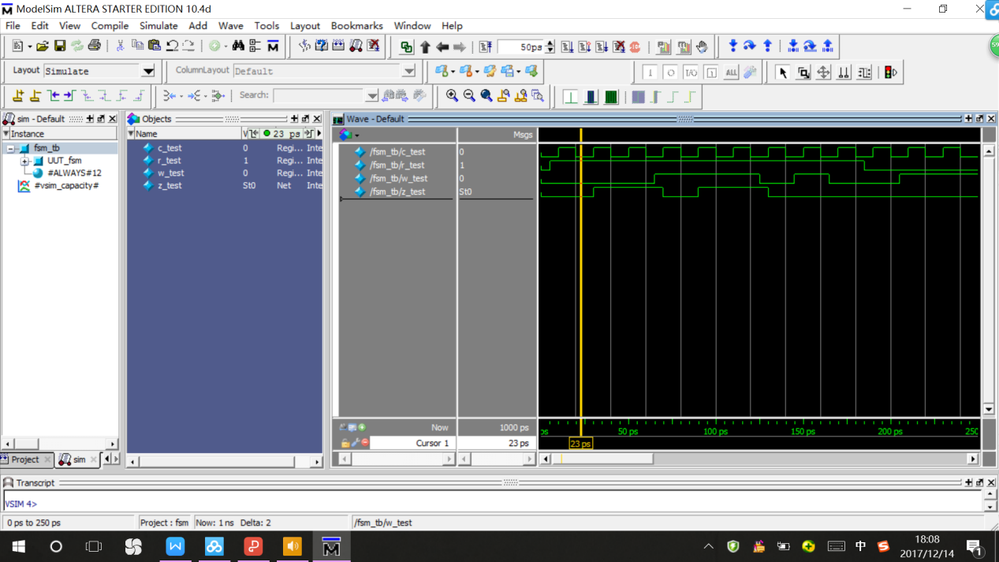 ModelSim ALTERA STARTER EDITION 10.4d
File Edit View Compile Simulate Add Wave Tools Layout Bookmarks Window Help
50ps
Layout Simulate ColumnLayout Default
Search:
sim - Default
Objects
Wave - Default
Instance
Name
23 ps
Msgs
fsm_tb
UUT_fsm
#ALWAYS#12
#vsim_capacity#
c_test 0 Regi... Inte
r_test 1 Regi... Inte
w_test 0 Regi... Inte
z_test St0 Net Inte
/fsm_tb/c_test 0
/fsm_tb/r_test 1
/fsm_tb/w_test 0
/fsm_tb/z_test St0
Now 1000 ps
ps 50 ps 100 ps 150 ps 200 ps 250
Cursor 1 23 ps
23 ps
Project sim
Transcript
VSIM 4>
0 ps to 250 ps Project : fsm Now: 1 ns Delta: 2 /fsm_tb/w_test
中
18:08
2017/12/14
1